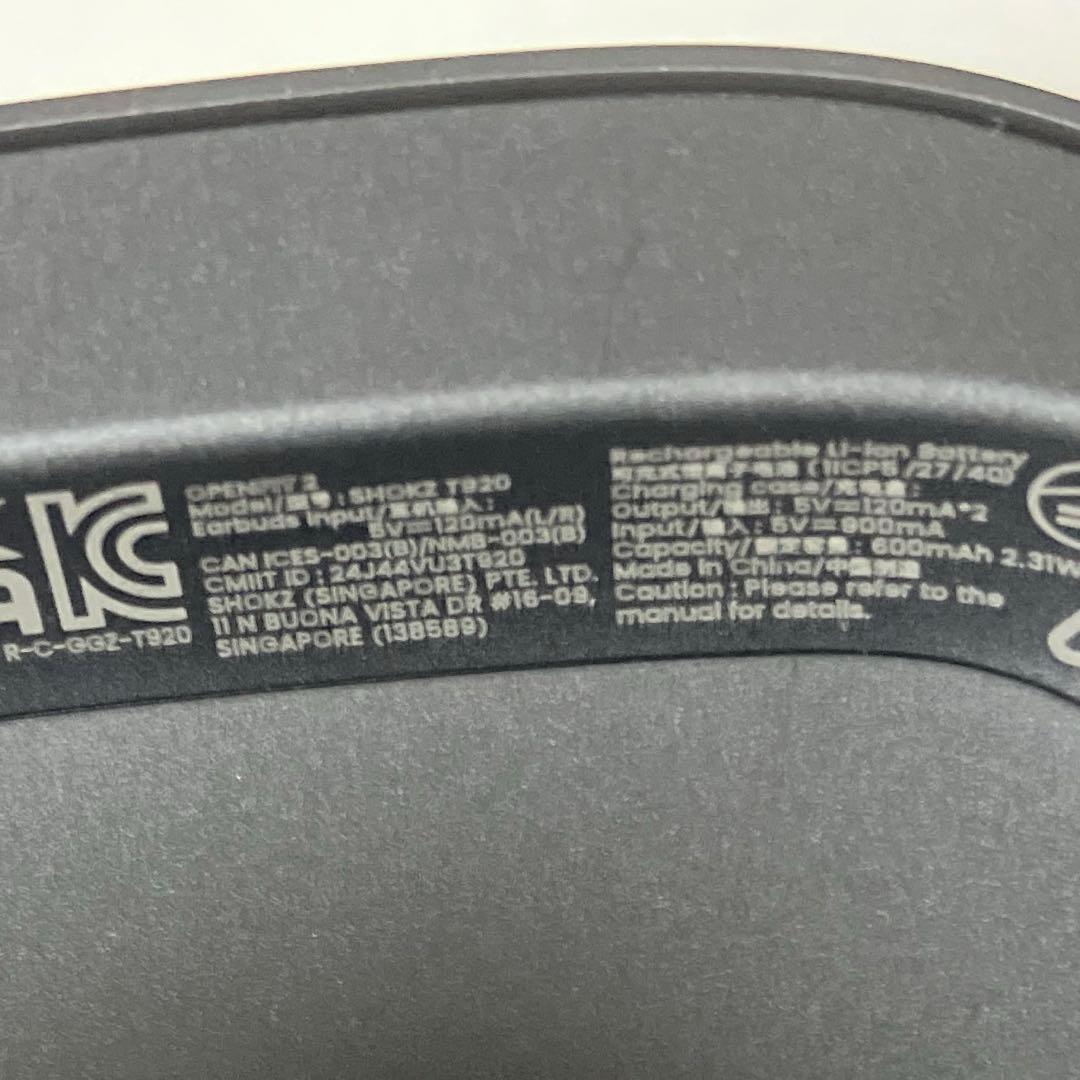 R-C-GGZ-T920
OPENFIT 2
Model/型号: SHOKZ T920
Earbuds Input/耳机输入:
5V⎓120mA(L/R)
CAN ICES-003(B)/NMB-003(B)
CMIIT ID : 24J44VU3T920
SHOKZ (SINGAPORE) PTE. LTD.
11 N BUONA VISTA DR #16-09,
SINGAPORE (138589)
Rechargeable Li-ion Battery
(1ICP5/27/40)
Charging case/充电盒:
Output/输出: 5V⎓120mA*2
Input/输入: 5V⎓900mA
Capacity/额定容量: 600mAh 2.31W
Made in China/中国制造
Caution : Please refer to the
manual for details.